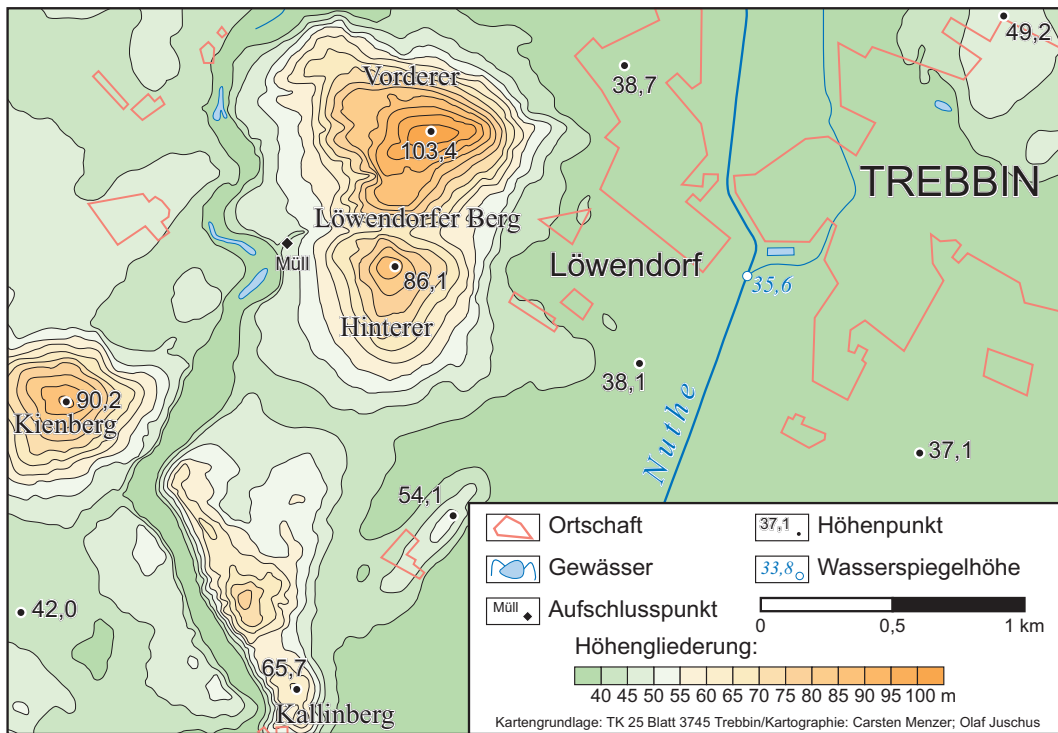 49,2
Vorderer
38,7
103,4
TREBBIN
Löwendorfer Berg
Müll
Löwendorf
86,1
35,6
Hinterer
38,1
90,2
Kienberg
Nuthe
37,1
54,1
42,0
65,7
Kallinberg
Ortschaft
37,1 Höhenpunkt
Gewässer
33,8 Wasserspiegelhöhe
Müll Aufschlusspunkt
0 0,5 1 km
Höhengliederung:
40 45 50 55 60 65 70 75 80 85 90 95 100 m
Kartengrundlage: TK 25 Blatt 3745 Trebbin/Kartographie: Carsten Menzer; Olaf Juschus